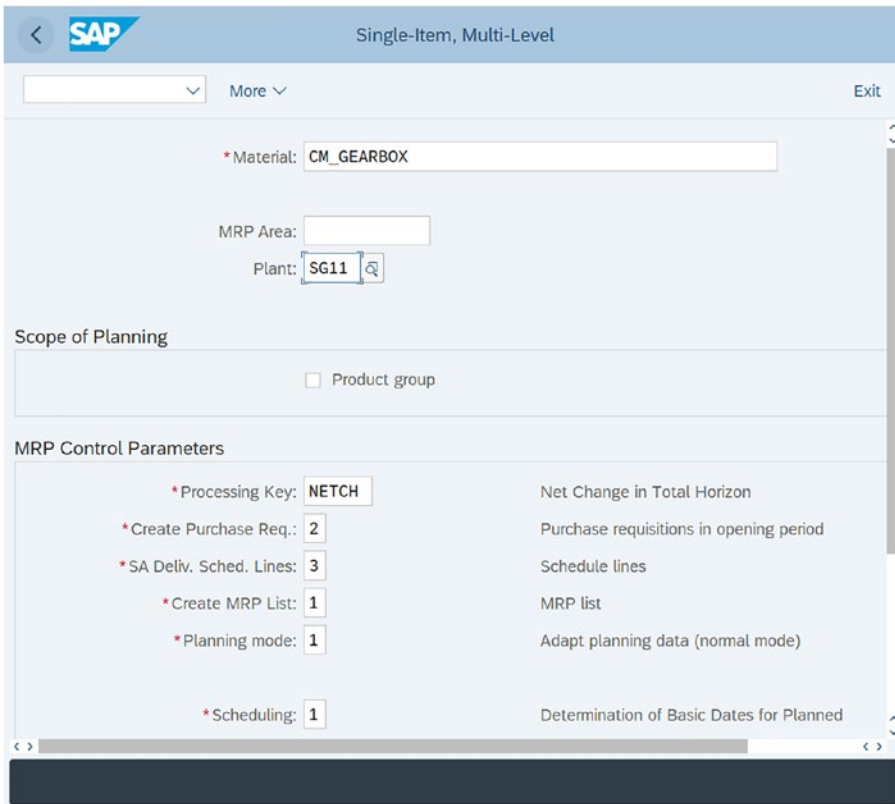 SAP Single-Item, Multi-Level
More Exit
*Material: CM_GEARBOX
MRP Area:
Plant: SG11
Scope of Planning
Product group
MRP Control Parameters
*Processing Key: NETCH Net Change in Total Horizon
*Create Purchase Req.: 2 Purchase requisitions in opening period
*SA Deliv. Sched. Lines: 3 Schedule lines
*Create MRP List: 1 MRP list
*Planning mode: 1 Adapt planning data (normal mode)
*Scheduling: 1 Determination of Basic Dates for Planned